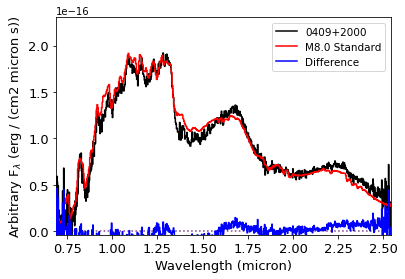 1e−16
0409+2000
M8.0 Standard
Difference
Arbitrary Fλ (erg / (cm2 micron s))
2.0
1.5
1.0
0.5
0.0
0.75 1.00 1.25 1.50 1.75 2.00 2.25 2.50
Wavelength (micron)